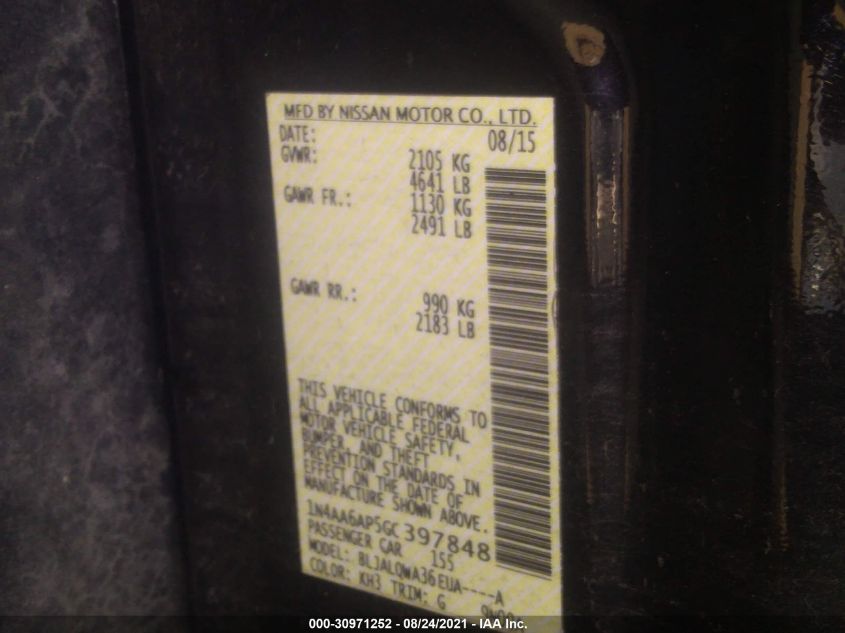 MFD BY NISSAN MOTOR CO., LTD.
DATE: 08/15
GVWR: 2105 KG
4641 LB
GAWR FR.: 1130 KG
2491 LB
GAWR RR.: 990 KG
2183 LB
THIS VEHICLE CONFORMS TO
ALL APPLICABLE FEDERAL
MOTOR VEHICLE SAFETY,
BUMPER, AND THEFT
PREVENTION STANDARDS IN
EFFECT ON THE DATE OF
MANUFACTURE SHOWN ABOVE.
1N4AA6AP5GC397848
PASSENGER CAR 155
MODEL: BLJALQWA36EUA----A
COLOR: KH3 TRIM: G
000-30971252 - 08/24/2021 - IAA Inc.